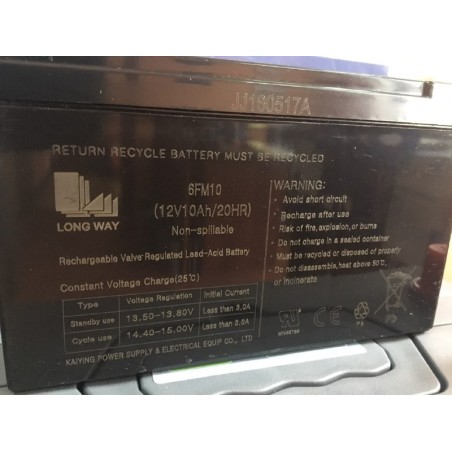 JJ160517A
RETURN RECYCLE BATTERY MUST BE RECYCLED
LONG WAY
6FM10
(12V10Ah/20HR)
Non-spillable
Rechargeable Valve-Regulated Lead-Acid Battery
Constant Voltage Charge(25°C)
Type Voltage Regulation Initial Current
Standby use 13.50-13.80V Less than 3.0A
Cycle use 14.40-15.00V Less than 3.0A
KAIYING POWER SUPPLY & ELECTRICAL EQUIP CO., LTD
WARNING:
• Avoid short circuit
• Recharge after use
• Risk of fire, explosion, or burns
• Do not charge in a sealed container
• Must be recycled or disposed of properly
• Do not disassemble, heat above 50°C,
or incinerate
CE
Pb